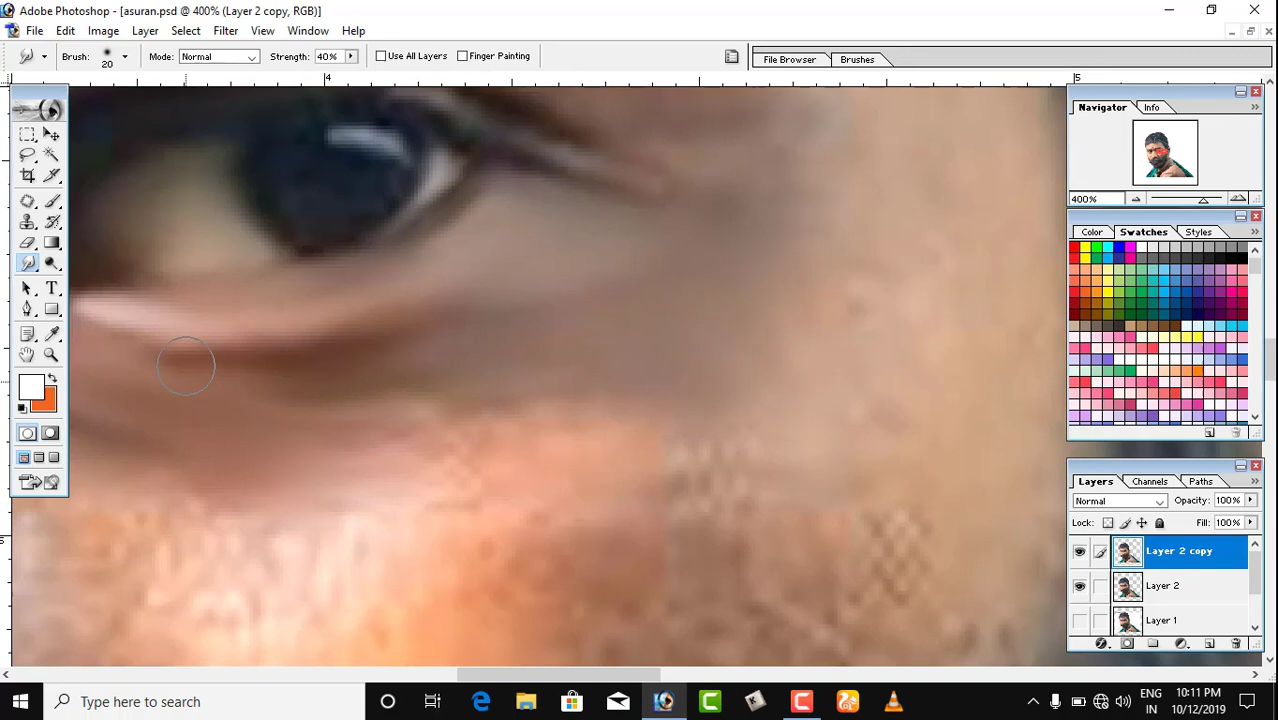 Adobe Photoshop - [asuran.psd @ 400% (Layer 2 copy, RGB)]
File Edit Image Layer Select Filter View Window Help
Brush: 20 Mode: Normal Strength: 40% Use All Layers Finger Painting File Browser Brushes
4 5
Navigator Info
400%
Color Swatches Styles
Layers Channels Paths
Normal Opacity: 100%
Lock: Fill: 100%
Layer 2 copy
Layer 2
Layer 1
Type here to search
ENG 10:11 PM
IN 10/12/2019